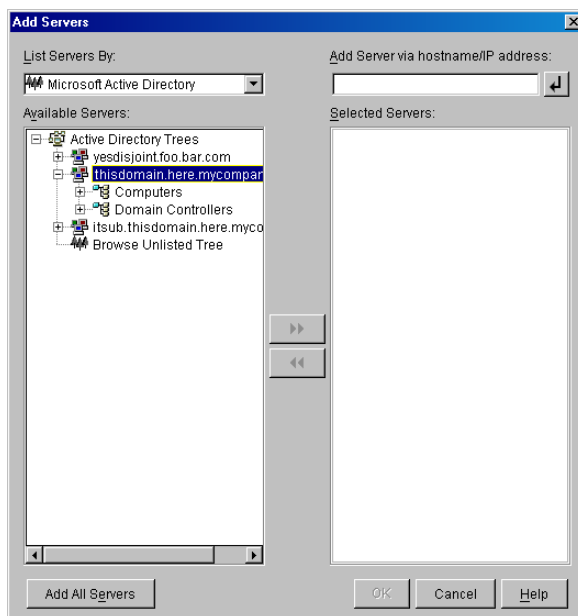 Add Servers
List Servers By:
Add Server via hostname/IP address:
Microsoft Active Directory
Available Servers:
Selected Servers:
Active Directory Trees
yesdisjoint.foo.bar.com
thisdomain.here.mycompar
Computers
Domain Controllers
itsub.thisdomain.here.myco
Browse Unlisted Tree
Add All Servers
OK
Cancel
Help